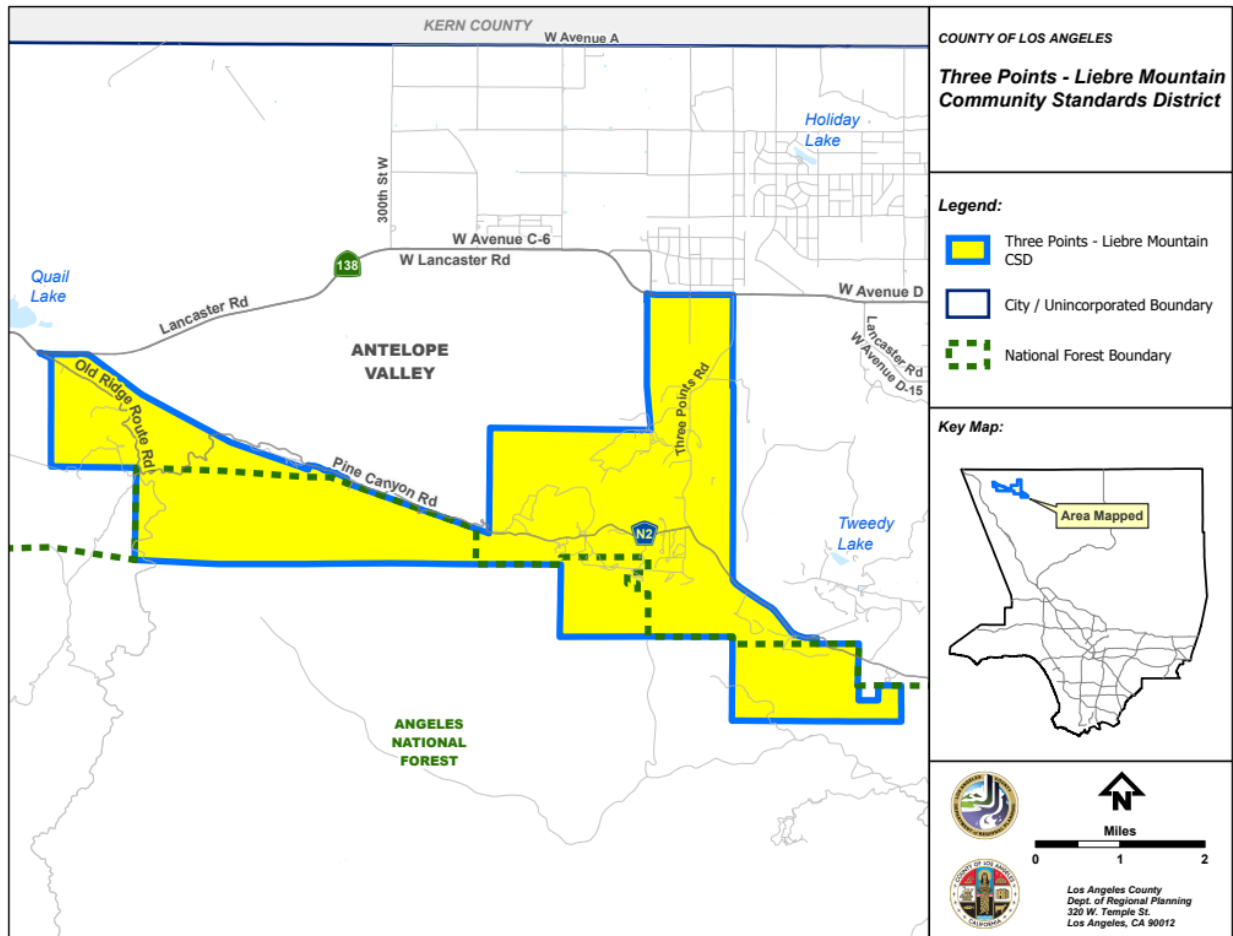 KERN COUNTY
W Avenue A
Holiday
Lake
300th St W
W Avenue C-6
138
W Lancaster Rd
Quail
Lake
W Avenue D
Lancaster Rd
Lancaster Rd
W Avenue D-15
ANTELOPE
VALLEY
Old Ridge Route Rd
Three Points Rd
Pine Canyon Rd
N2
Tweedy
Lake
ANGELES
NATIONAL
FOREST
COUNTY OF LOS ANGELES
Three Points - Liebre Mountain
Community Standards District
Legend:
Three Points - Liebre Mountain
CSD
City / Unincorporated Boundary
National Forest Boundary
Key Map:
Area Mapped
N
Miles
0 1 2
Los Angeles County
Dept. of Regional Planning
320 W. Temple St.
Los Angeles, CA 90012